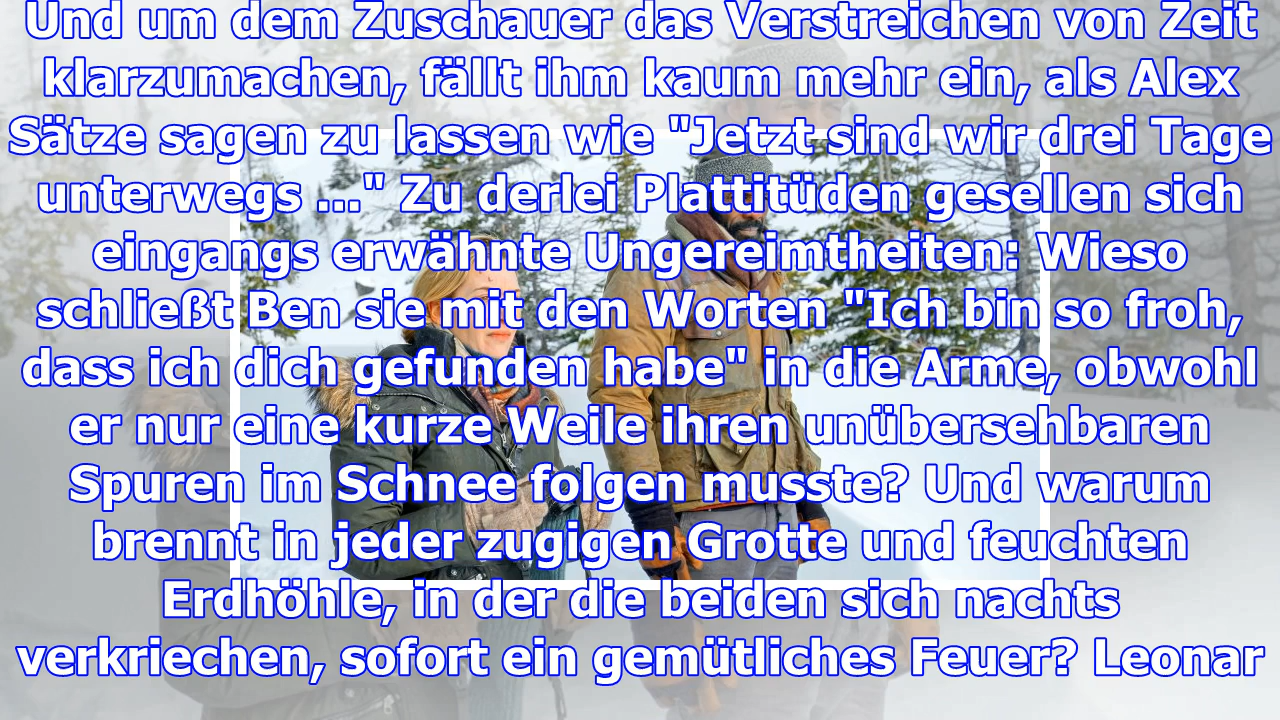 Und um dem Zuschauer das Verstreichen von Zeit
klarzumachen, fällt ihm kaum mehr ein, als Alex
Sätze sagen zu lassen wie "Jetzt sind wir drei Tage
unterwegs ..." Zu derlei Plattitüden gesellen sich
eingangs erwähnte Ungereimtheiten: Wieso
schließt Ben sie mit den Worten "Ich bin so froh,
dass ich dich gefunden habe" in die Arme, obwohl
er nur eine kurze Weile ihren unübersehbaren
Spuren im Schnee folgen musste? Und warum
brennt in jeder zugigen Grotte und feuchten
Erdhöhle, in der die beiden sich nachts
verkriechen, sofort ein gemütliches Feuer? Leonar